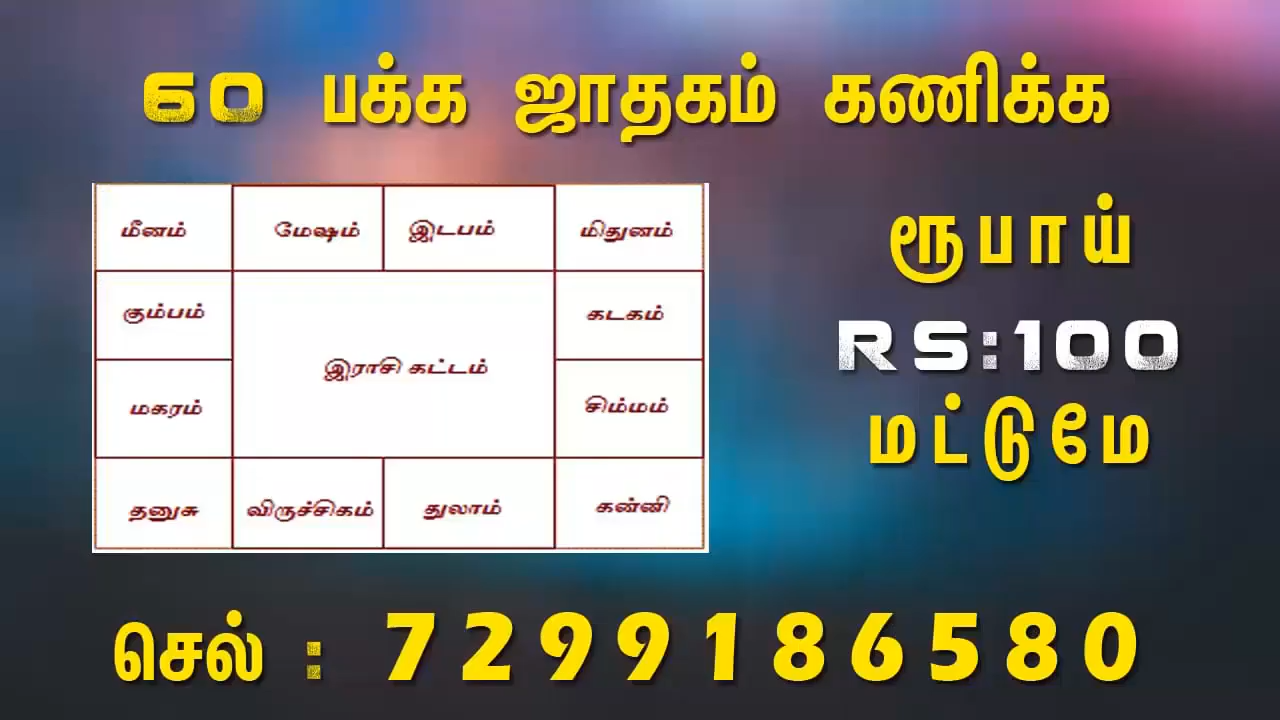 60 பக்க ஜாதகம் கணிக்க
மீனம் மேஷம் இடபம் மிதுனம்
கும்பம் கடகம்
இராசி கட்டம்
மகரம் சிம்மம்
தனுசு விருச்சிகம் துலாம் கன்னி
ரூபாய்
RS:100
மட்டுமே
செல் : 7299186580